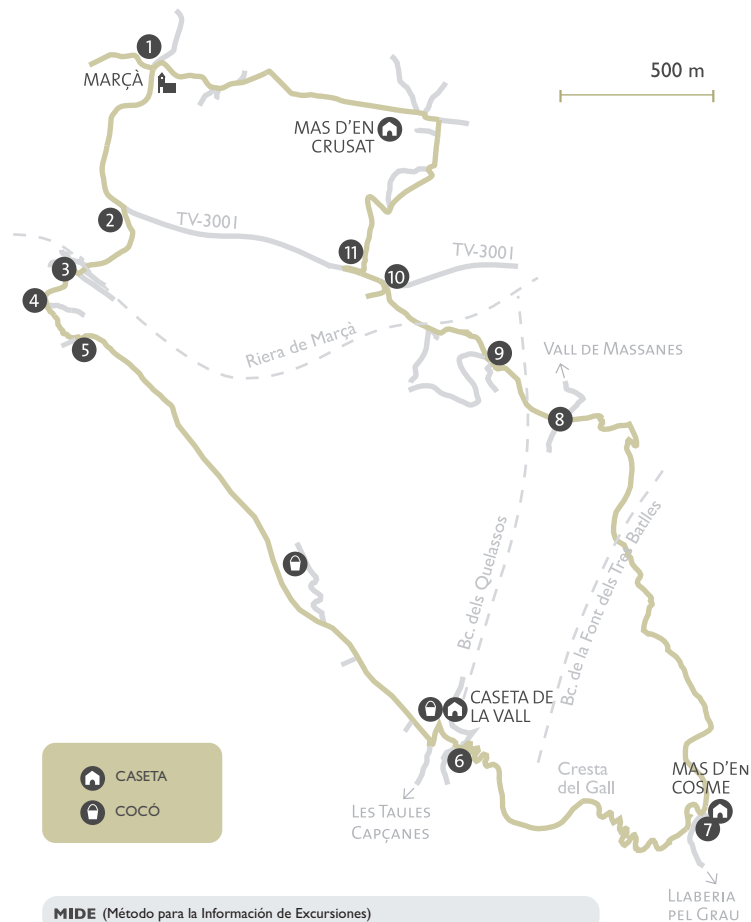 1
MARÇÀ
500 m
MAS D'EN
CRUSAT
2
TV-3001
11
TV-3001
10
3
4
5
Riera de Marçà
9
VALL DE MASSANES
8
Bc. dels Quelassos
Bc. de la Font dels Tres Batlles
CASETA DE
LA VALL
6
CASETA
COCÓ
LES TAULES
CAPÇANES
Cresta
del Gall
MAS D'EN
COSME
7
LLABERIA
PEL GRAU
MIDE (Método para la Información de Excursiones)